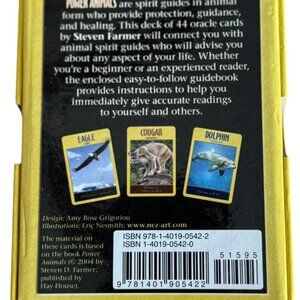 POWER ANIMALS are spirit guides in animal
form who provide protection, guidance,
and healing. This deck of 44 oracle cards
by Steven Farmer will connect you with
animal spirit guides who will advise you
about any aspect of your life. Whether
you're a beginner or an experienced reader,
the enclosed easy-to-follow guidebook
provides instructions to help you
immediately give accurate readings
to yourself and others.
EAGLE
COUGAR
DOLPHIN
Design: Amy Rose Grigoriou
Illustrations: Eric Nesmith; www.nez-art.com
The material on
these cards is based
on the book Power
Animals (© 2004 by
Steven D. Farmer;
published by
Hay House).
ISBN 978-1-4019-0542-2
ISBN 1-4019-0542-0
51595
9 781401 905422